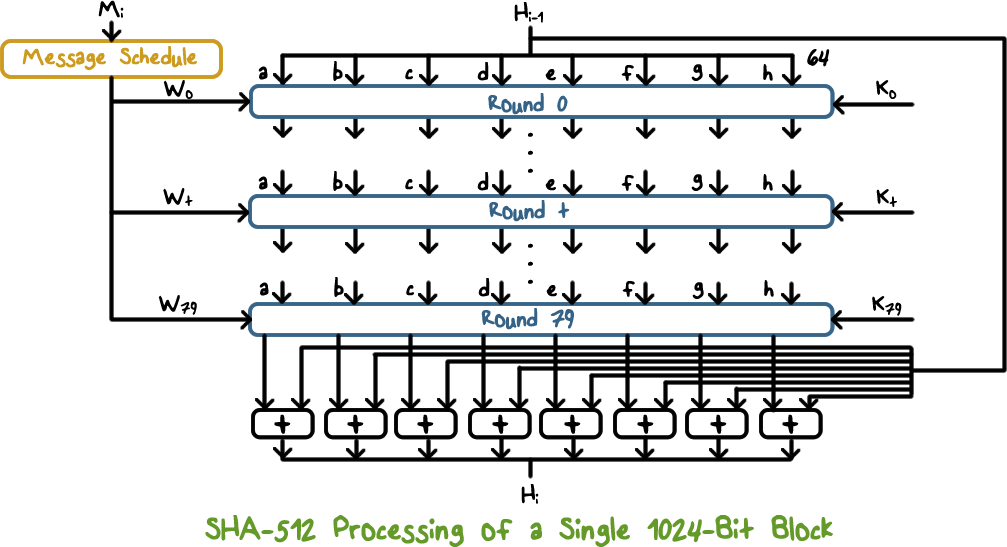 Mᵢ
Hᵢ₋₁
Message Schedule
64
a b c d e f g h
W₀
K₀
Round 0
a b c d e f g h
Wₜ
Kₜ
Round t
a b c d e f g h
W₇₉
K₇₉
Round 79
+ + + + + + + +
Hᵢ
SHA-512 Processing of a Single 1024-Bit Block